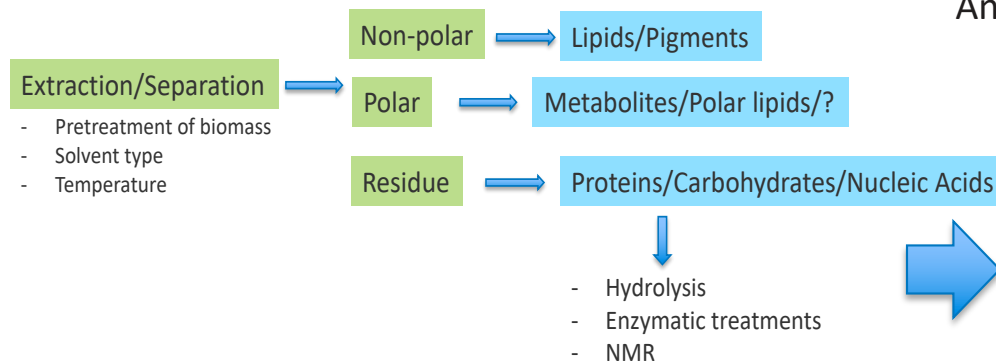 An
Non-polar
Lipids/Pigments
Extraction/Separation
Polar
Metabolites/Polar lipids/?
- Pretreatment of biomass
- Solvent type
- Temperature
Residue
Proteins/Carbohydrates/Nucleic Acids
- Hydrolysis
- Enzymatic treatments
- NMR